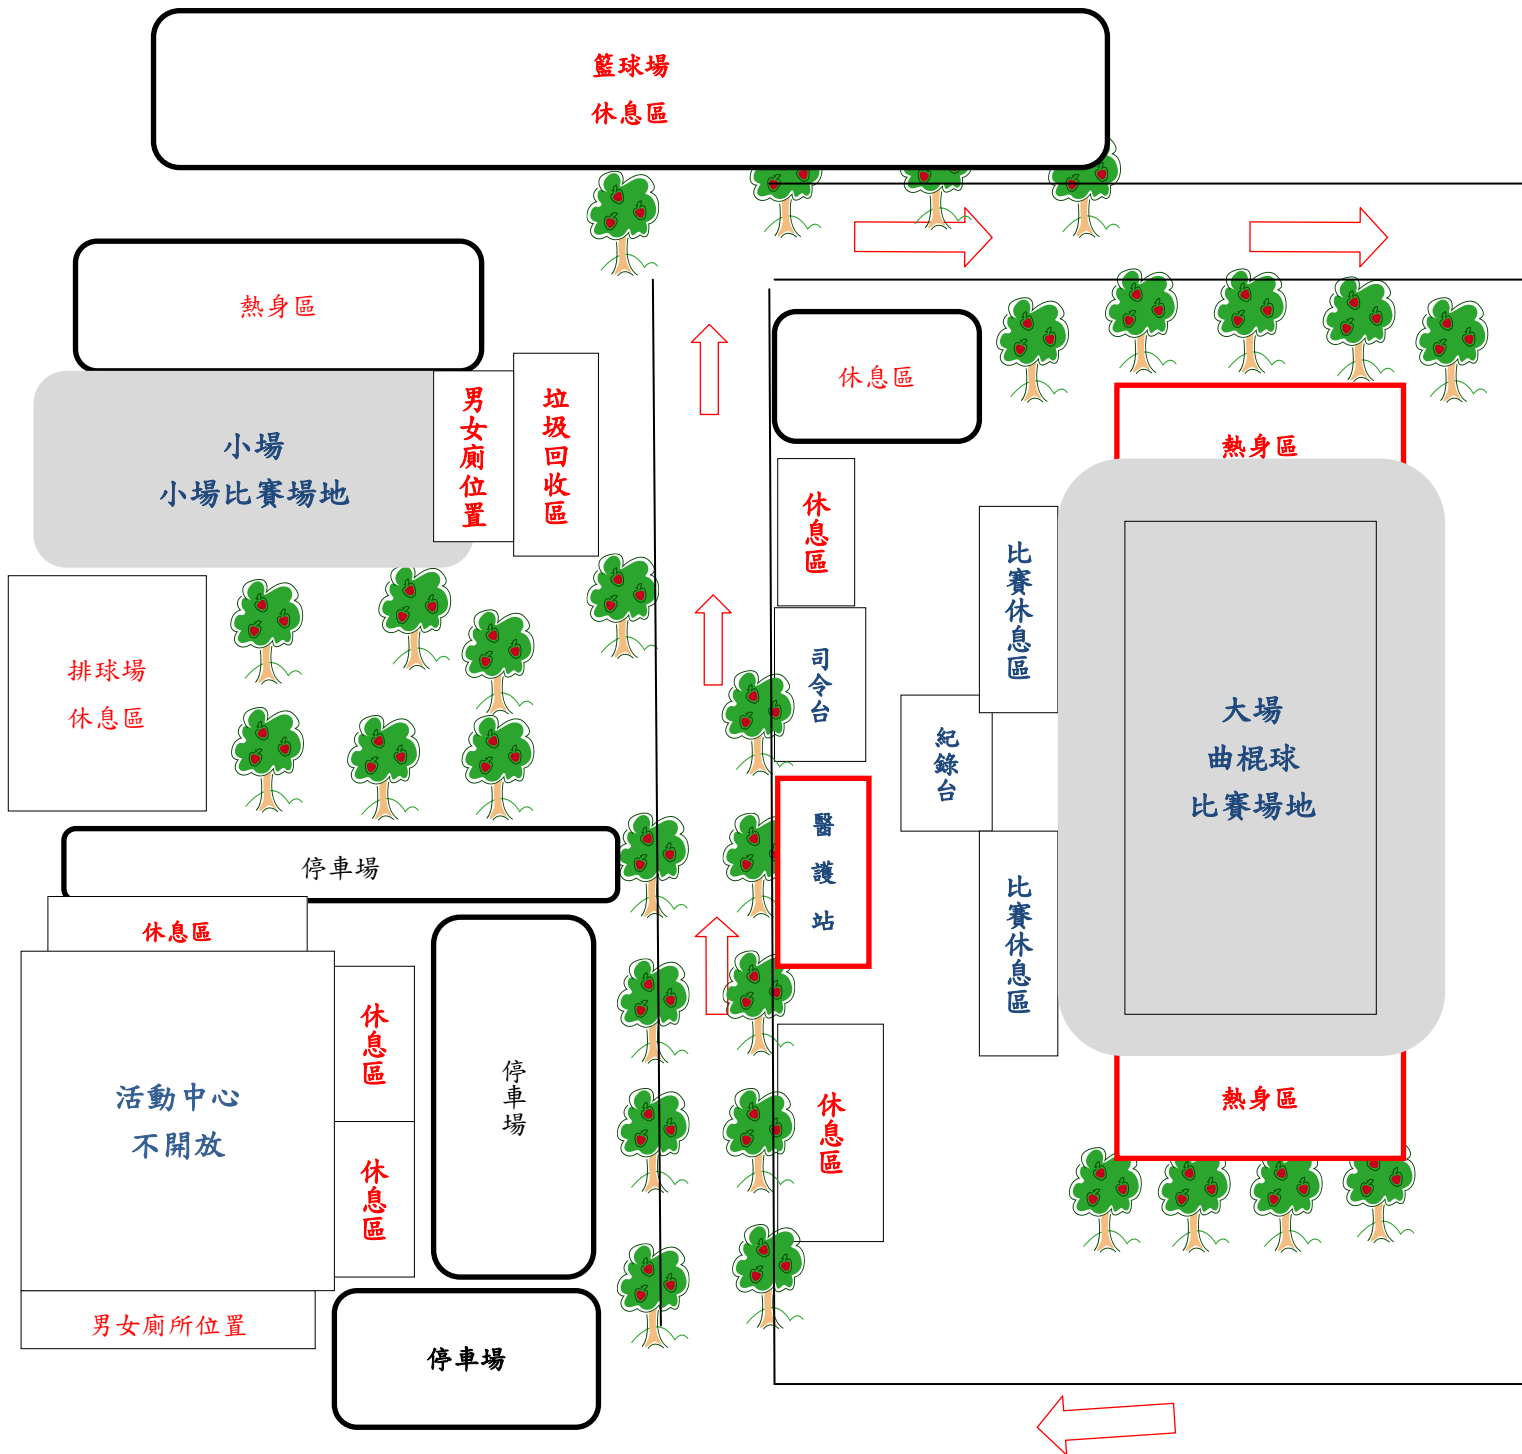 籃球場
休息區
熱身區
休息區
小場
小場比賽場地
男女廁位置
垃圾回收區
熱身區
休息區
比賽休息區
排球場
休息區
司令台
紀錄台
大場
曲棍球
比賽場地
醫護站
停車場
休息區
比賽休息區
休息區
停車場
活動中心
不開放
休息區
休息區
熱身區
男女廁所位置
停車場